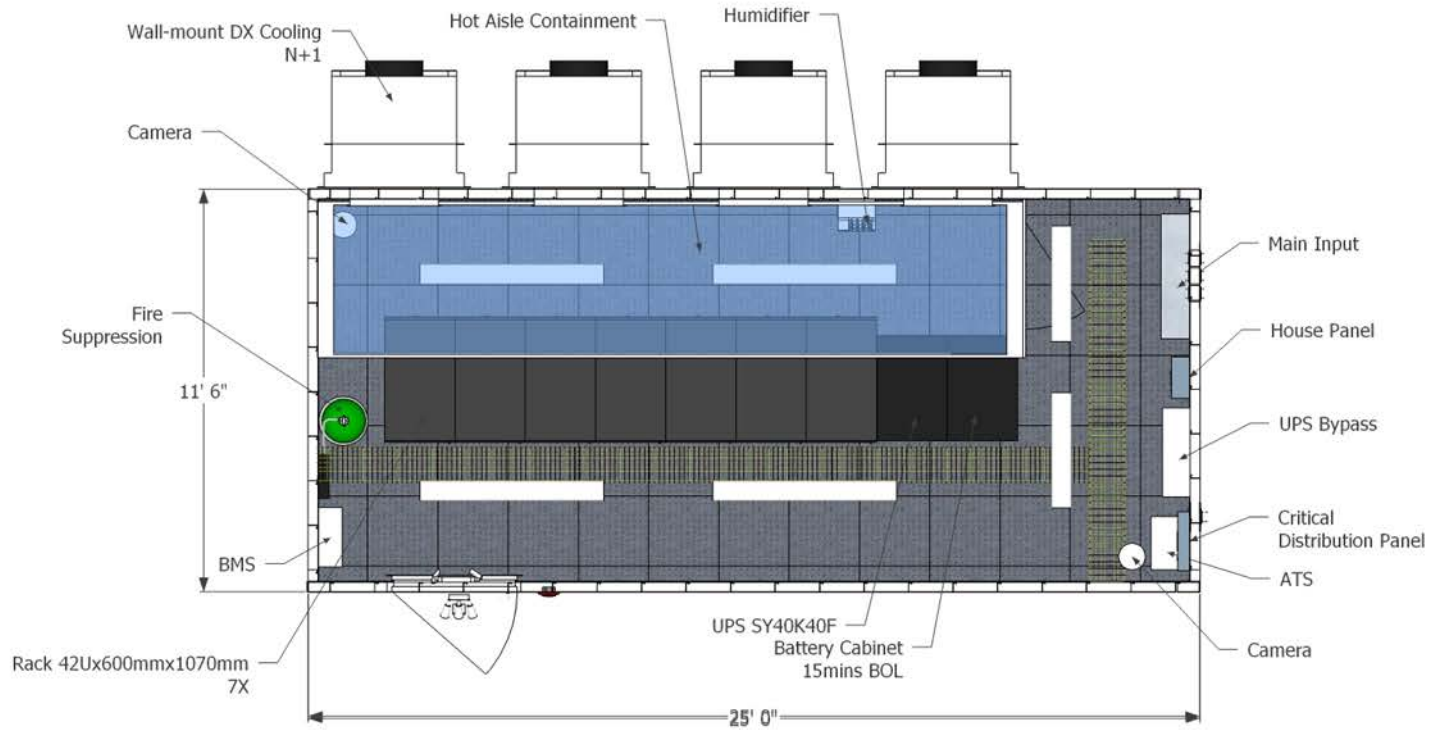 Wall-mount DX Cooling
N+1
Hot Aisle Containment
Humidifier
Camera
Main Input
Fire
Suppression
House Panel
11' 6"
UPS Bypass
Critical
Distribution Panel
BMS
ATS
UPS SY40K40F
Battery Cabinet
15mins BOL
Camera
Rack 42Ux600mmx1070mm
7X
25' 0"